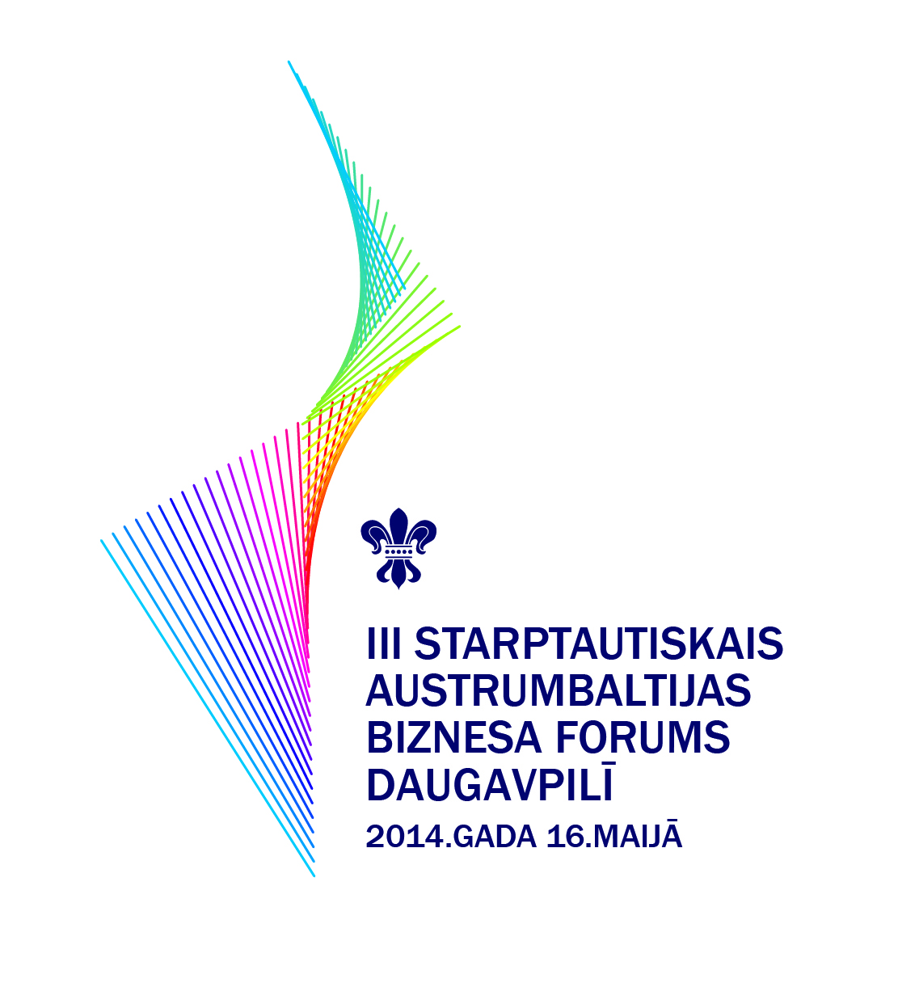 III STARPTAUTISKAIS
AUSTRUMBALTIJAS
BIZNESA FORUMS
DAUGAVPILĪ
2014.GADA 16.MAIJĀ